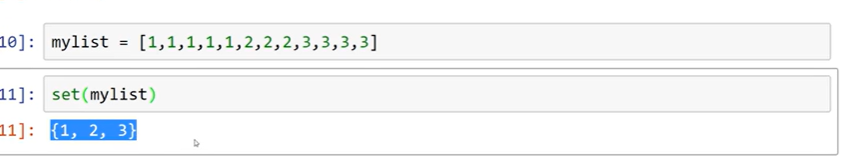 10]: mylist = [1,1,1,1,1,2,2,2,3,3,3,3]
11]: set(mylist)
11]: {1, 2, 3}